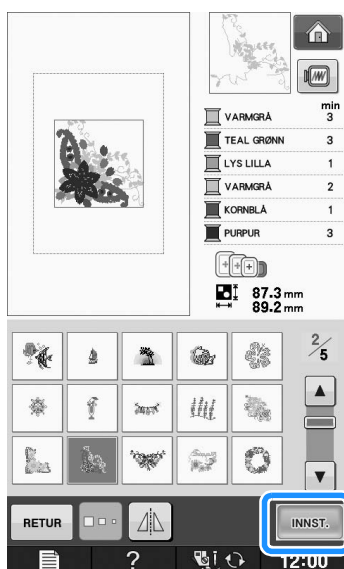 min
VARMGRÅ 3
TEAL GRØNN 3
LYS LILLA 1
VARMGRÅ 2
KORNBLÅ 1
PURPUR 3
87.3 mm
89.2 mm
2/5
RETUR
INNST.
?
12:00